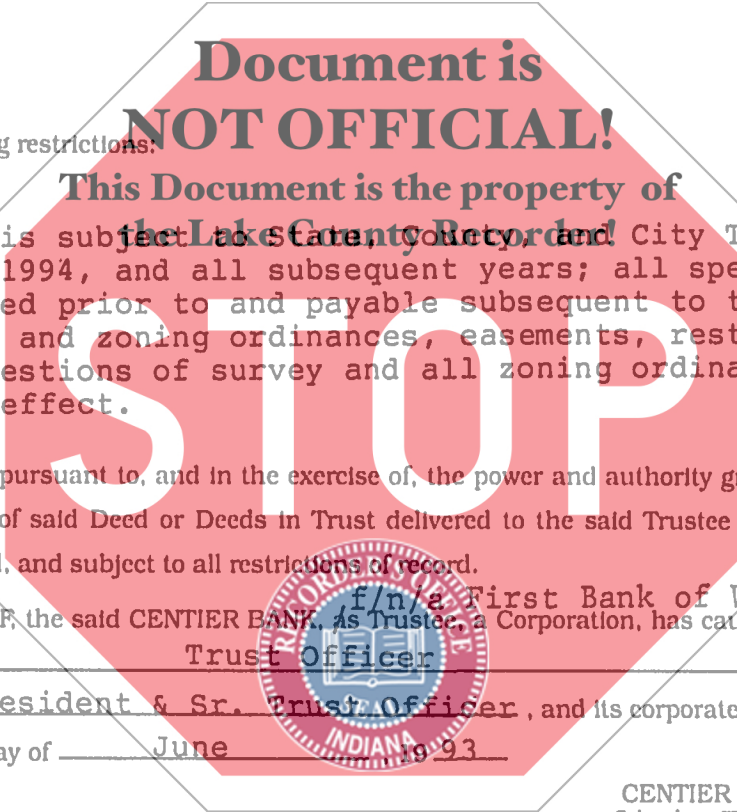 Document is
NOT OFFICIAL!
g restrictions:
This Document is the property of
the Lake County Recorder!
is subject to State, County, and City T
1994, and all subsequent years; all spe
ed prior to and payable subsequent to t
and zoning ordinances, easements, rest
estions of survey and all zoning ordina
effect.
STOP
pursuant to, and in the exercise of, the power and authority g
of said Deed or Deeds in Trust delivered to the said Trustee
, and subject to all restrictions of record.
f/n/a First Bank of W
F, the said CENTIER BANK, as Trustee, a Corporation, has cau
Trust Officer
esident & Sr. Trust Officer, and its corporate
ay of June, 19 93
RECORDER'S OFFICE
SEAL
INDIANA
CENTIER